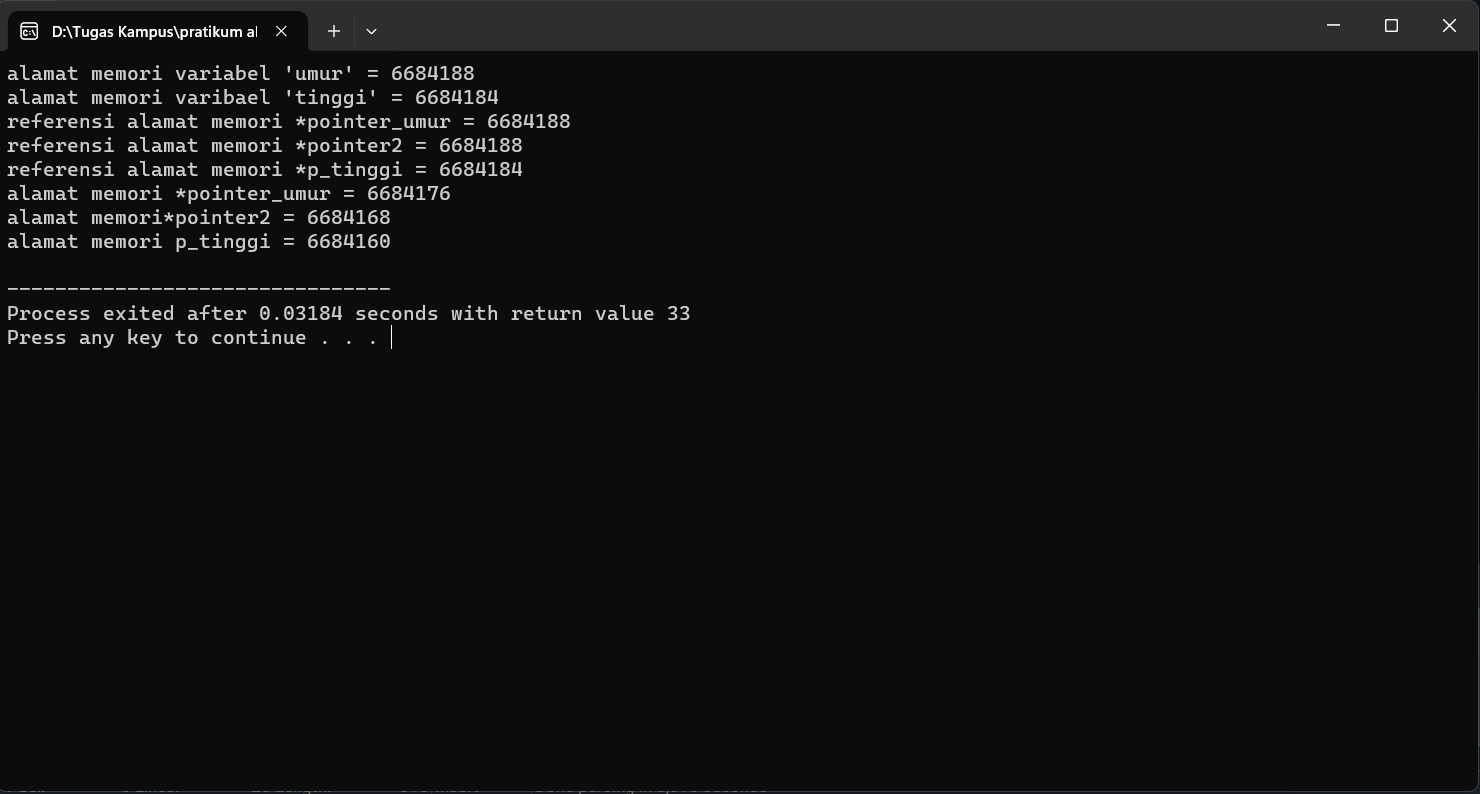 D:\Tugas Kampus\pratikum al
alamat memori variabel 'umur' = 6684188
alamat memori varibael 'tinggi' = 6684184
referensi alamat memori *pointer_umur = 6684188
referensi alamat memori *pointer2 = 6684188
referensi alamat memori *p_tinggi = 6684184
alamat memori *pointer_umur = 6684176
alamat memori*pointer2 = 6684168
alamat memori p_tinggi = 6684160
--------------------------------
Process exited after 0.03184 seconds with return value 33
Press any key to continue . . .